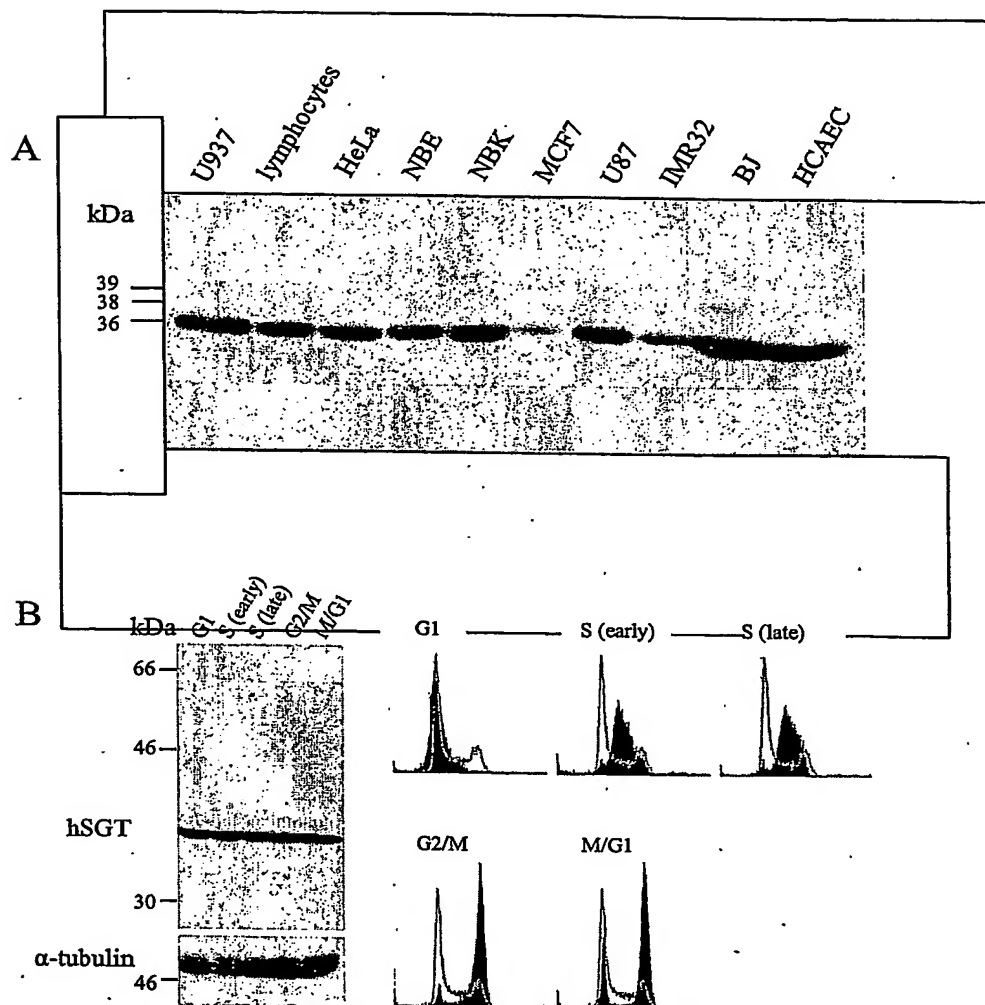 A
U937 lymphocytes HeLa NBE NBK MCF7 U87 IMR32 BJ HCAEC
kDa
39
38
36
B
kDa G1 S (early) S (late) G2/M M/G1
66
46
hSGT
30
α-tubulin
46
G1 S (early) S (late)
G2/M M/G1